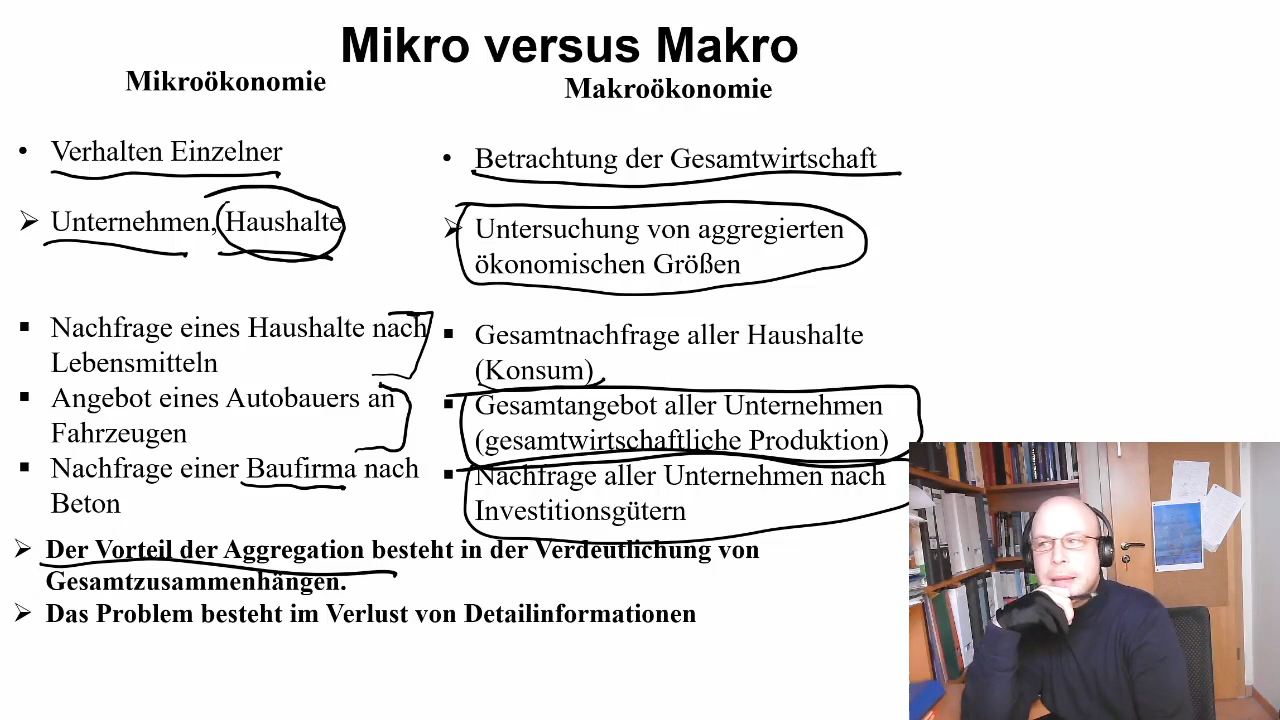 Mikro versus Makro
Mikroökonomie
• Verhalten Einzelner
➢ Unternehmen, Haushalte
▪ Nachfrage eines Haushalte nach
Lebensmitteln
▪ Angebot eines Autobauers an
Fahrzeugen
▪ Nachfrage einer Baufirma nach
Beton
Makroökonomie
• Betrachtung der Gesamtwirtschaft
➢ Untersuchung von aggregierten
ökonomischen Größen
▪ Gesamtnachfrage aller Haushalte
(Konsum)
▪ Gesamtangebot aller Unternehmen
(gesamtwirtschaftliche Produktion)
▪ Nachfrage aller Unternehmen nach
Investitionsgütern
➢ Der Vorteil der Aggregation besteht in der Verdeutlichung von
Gesamtzusammenhängen.
➢ Das Problem besteht im Verlust von Detailinformationen